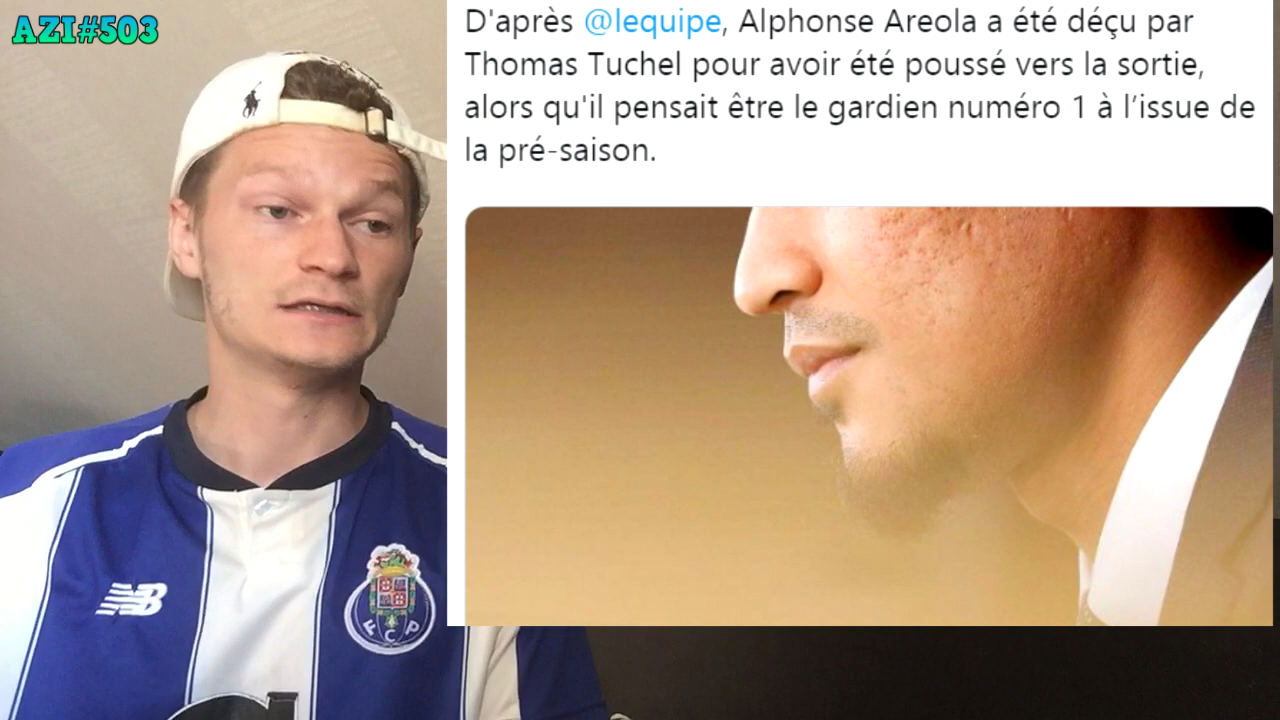 AZI#503
D'après @lequipe, Alphonse Areola a été déçu par
Thomas Tuchel pour avoir été poussé vers la sortie,
alors qu'il pensait être le gardien numéro 1 à l’issue de
la pré-saison.
NB
F C P